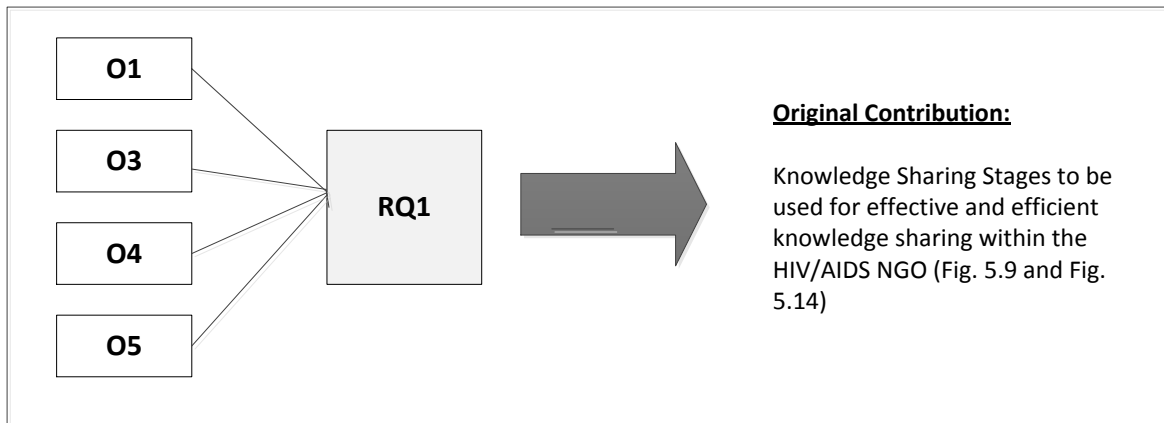 O1
O3
O4
O5
RQ1
Original Contribution:
Knowledge Sharing Stages to be
used for effective and efficient
knowledge sharing within the
HIV/AIDS NGO (Fig. 5.9 and Fig.
5.14)